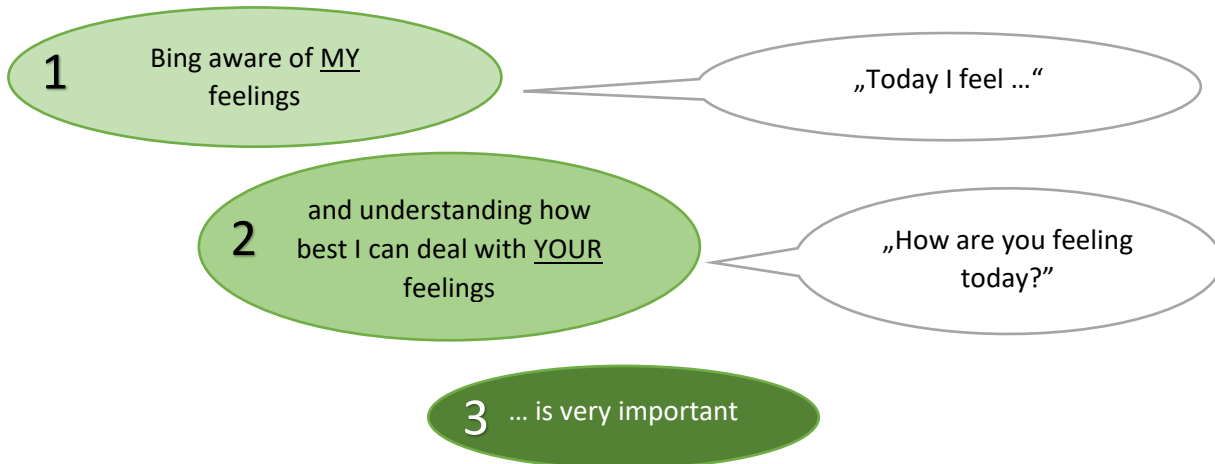 1
Bing aware of MY
feelings
„Today I feel …“
2
and understanding how
best I can deal with YOUR
feelings
„How are you feeling
today?”
3
… is very important